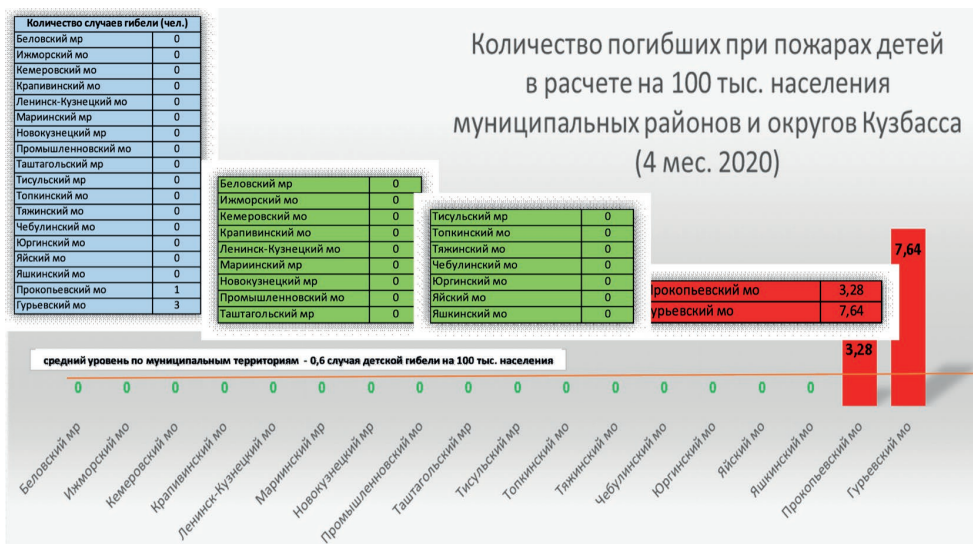 Количество случаев гибели (чел.)
Беловский мр 0
Ижморский мо 0
Кемеровский мо 0
Крапивинский мо 0
Ленинск-Кузнецкий мо 0
Мариинский мр 0
Новокузнецкий мр 0
Промышленновский мо 0
Таштагольский мр 0
Тисульский мр 0
Топкинский мо 0
Тяжинский мо 0
Чебулинский мо 0
Юргинский мо 0
Яйский мо 0
Яшкинский мо 0
Прокопьевский мо 1
Гурьевский мо 3
Количество погибших при пожарах детей
в расчете на 100 тыс. населения
муниципальных районов и округов Кузбасса
(4 мес. 2020)
Беловский мр 0
Ижморский мо 0
Кемеровский мо 0
Крапивинский мо 0
Ленинск-Кузнецкий мо 0
Мариинский мр 0
Новокузнецкий мр 0
Промышленновский мо 0
Таштагольский мр 0
Тисульский мр 0
Топкинский мо 0
Тяжинский мо 0
Чебулинский мо 0
Юргинский мо 0
Яйский мо 0
Яшкинский мо 0
Прокопьевский мо 3,28
урьевский мо 7,64
7,64
3,28
средний уровень по муниципальным территориям - 0,6 случая детской гибели на 100 тыс. населения
0 0 0 0 0 0 0 0 0 0 0 0 0 0 0 0
Беловский мр
Ижморский мо
Кемеровский мо
Крапивинский мо
Ленинск-Кузнецкий мо
Мариинский мр
Новокузнецкий мр
Промышленновский мо
Таштагольский мр
Тисульский мр
Топкинский мо
Тяжинский мо
Чебулинский мо
Юргинский мо
Яйский мо
Яшкинский мо
Прокопьевский мо
Гурьевский мо